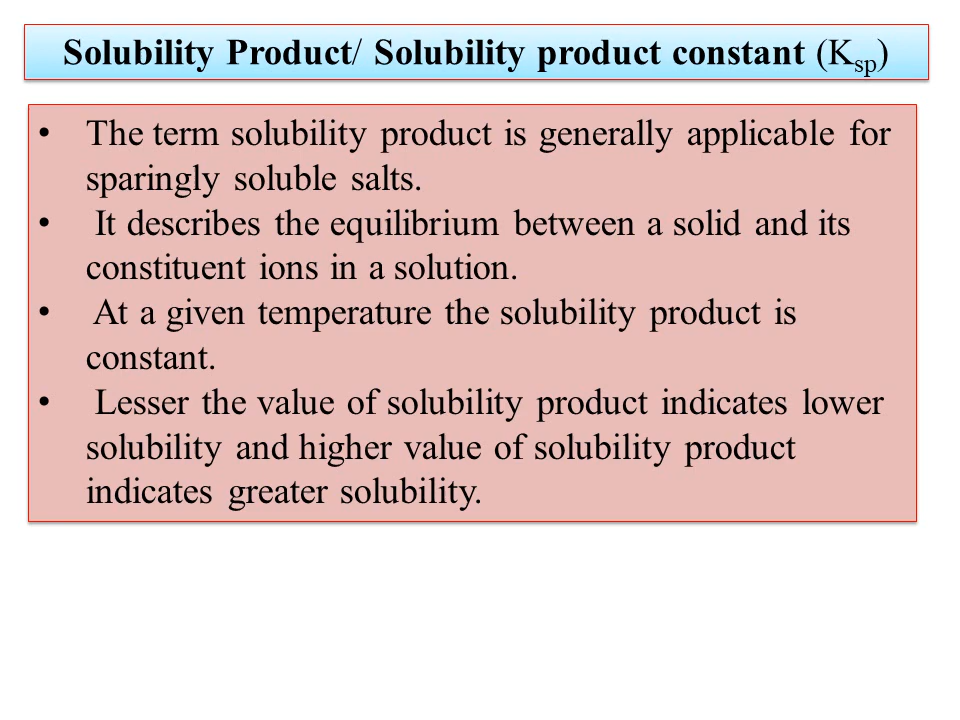 Solubility Product/ Solubility product constant (Ksp)
• The term solubility product is generally applicable for
sparingly soluble salts.
• It describes the equilibrium between a solid and its
constituent ions in a solution.
• At a given temperature the solubility product is
constant.
• Lesser the value of solubility product indicates lower
solubility and higher value of solubility product
indicates greater solubility.